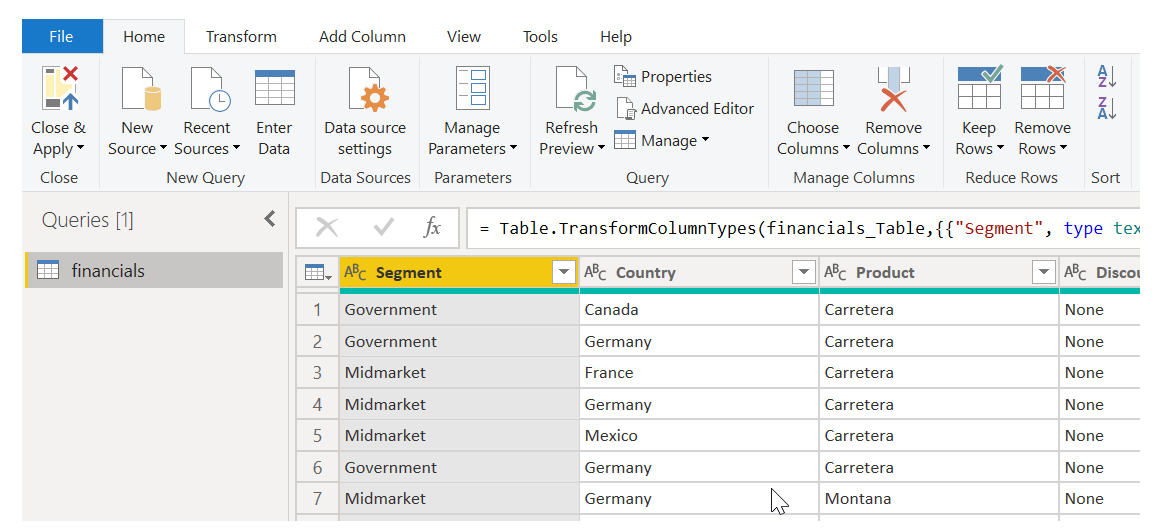 File Home Transform Add Column View Tools Help
Close & Apply
New Source
Recent Sources
Enter Data
Data source settings
Manage Parameters
Refresh Preview
Properties
Advanced Editor
Manage
Choose Columns
Remove Columns
Keep Rows
Remove Rows
Close New Query Data Sources Parameters Query Manage Columns Reduce Rows Sort
Queries [1]
fx
= Table.TransformColumnTypes(financials_Table,{{"Segment", type tex
financials
ABC Segment ABC Country ABC Product ABC Discou
1 Government Canada Carretera None
2 Government Germany Carretera None
3 Midmarket France Carretera None
4 Midmarket Germany Carretera None
5 Midmarket Mexico Carretera None
6 Government Germany Carretera None
7 Midmarket Germany Montana None